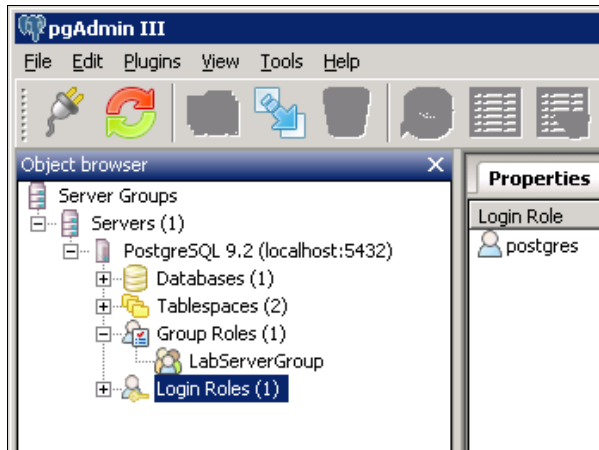 pgAdmin III
File Edit Plugins View Tools Help
Object browser
Properties
Server Groups
Login Role
Servers (1)
postgres
PostgreSQL 9.2 (localhost:5432)
Databases (1)
Tablespaces (2)
Group Roles (1)
LabServerGroup
Login Roles (1)